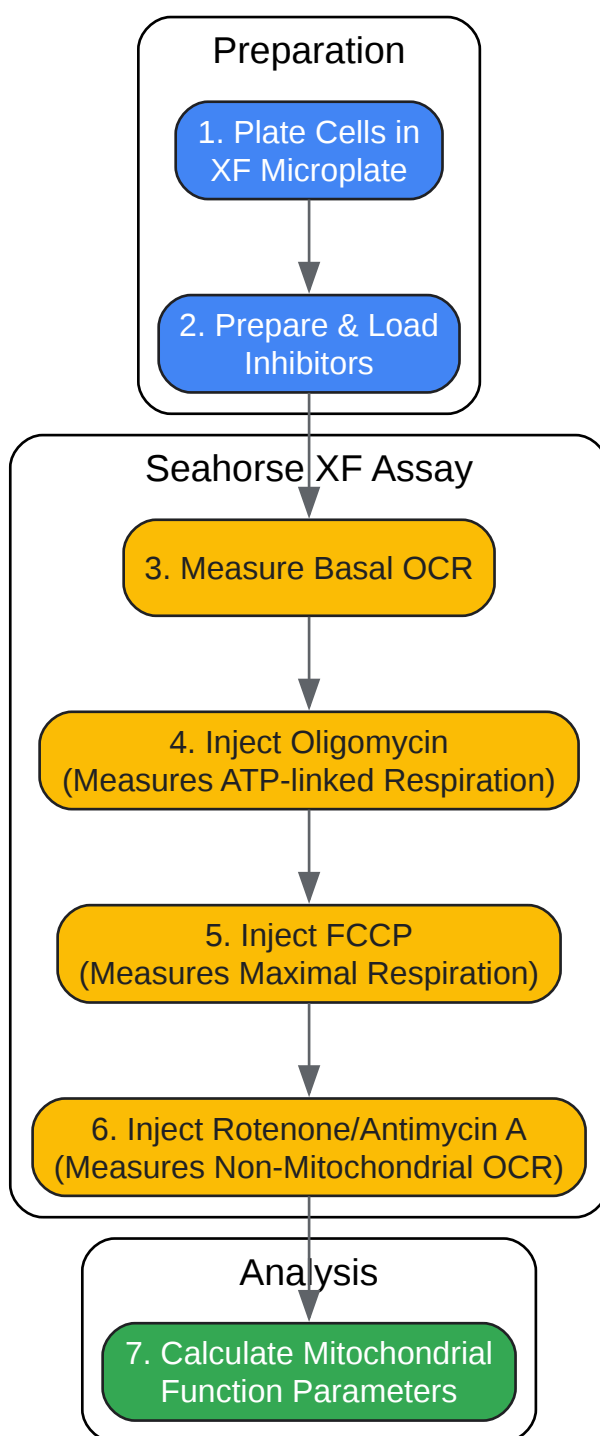 Preparation
1. Plate Cells in
XF Microplate
2. Prepare & Load
Inhibitors
Seahorse XF Assay
3. Measure Basal OCR
4. Inject Oligomycin
(Measures ATP-linked Respiration)
5. Inject FCCP
(Measures Maximal Respiration)
6. Inject Rotenone/Antimycin A
(Measures Non-Mitochondrial OCR)
Analysis
7. Calculate Mitochondrial
Function Parameters